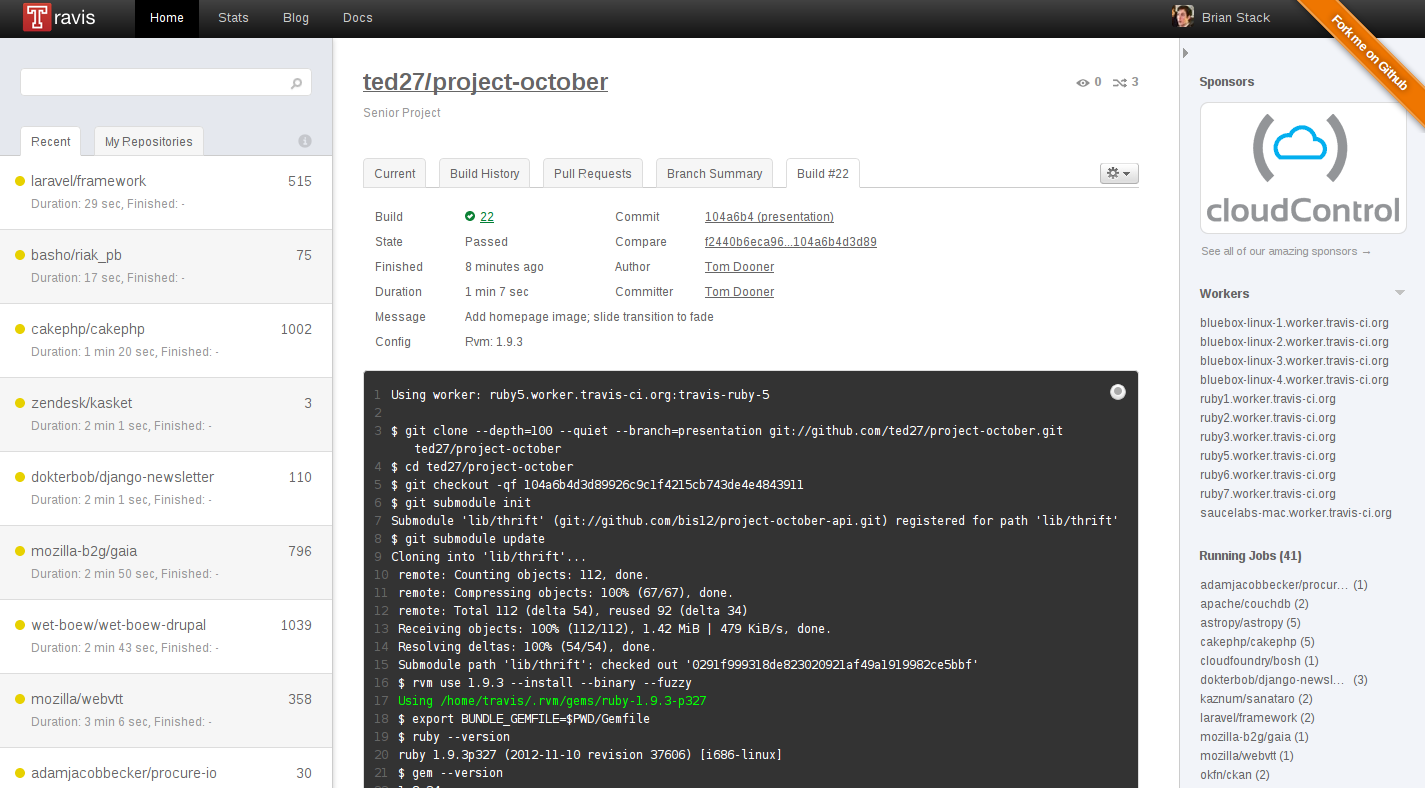 Travis
Home
Stats
Blog
Docs
Brian Stack
Fork me on Github
Recent
My Repositories
laravel/framework 515
Duration: 29 sec, Finished: -
basho/riak_pb 75
Duration: 17 sec, Finished: -
cakephp/cakephp 1002
Duration: 1 min 20 sec, Finished: -
zendesk/kasket 3
Duration: 2 min 1 sec, Finished: -
dokterbob/django-newsletter 110
Duration: 2 min 1 sec, Finished: -
mozilla-b2g/gaia 796
Duration: 2 min 50 sec, Finished: -
wet-boew/wet-boew-drupal 1039
Duration: 2 min 43 sec, Finished: -
mozilla/webvtt 358
Duration: 3 min 6 sec, Finished: -
adamjacobbecker/procure-io 30
ted27/project-october
0 3
Senior Project
Current
Build History
Pull Requests
Branch Summary
Build #22
Build 22 Commit 104a6b4 (presentation)
State Passed Compare f2440b6eca96...104a6b4d3d89
Finished 8 minutes ago Author Tom Dooner
Duration 1 min 7 sec Committer Tom Dooner
Message Add homepage image; slide transition to fade
Config Rvm: 1.9.3
1 Using worker: ruby5.worker.travis-ci.org:travis-ruby-5
2
3 $ git clone --depth=100 --quiet --branch=presentation git://github.com/ted27/project-october.git
ted27/project-october
4 $ cd ted27/project-october
5 $ git checkout -qf 104a6b4d3d89926c9c1f4215cb743de4e4843911
6 $ git submodule init
7 Submodule 'lib/thrift' (git://github.com/bis12/project-october-api.git) registered for path 'lib/thrift'
8 $ git submodule update
9 Cloning into 'lib/thrift'...
10 remote: Counting objects: 112, done.
11 remote: Compressing objects: 100% (67/67), done.
12 remote: Total 112 (delta 54), reused 92 (delta 34)
13 Receiving objects: 100% (112/112), 1.42 MiB | 479 KiB/s, done.
14 Resolving deltas: 100% (54/54), done.
15 Submodule path 'lib/thrift': checked out '0291f999318de823020921af49a1919982ce5bbf'
16 $ rvm use 1.9.3 --install --binary --fuzzy
17 Using /home/travis/.rvm/gems/ruby-1.9.3-p327
18 $ export BUNDLE_GEMFILE=$PWD/Gemfile
19 $ ruby --version
20 ruby 1.9.3p327 (2012-11-10 revision 37606) [i686-linux]
21 $ gem --version
Sponsors
cloudControl
See all of our amazing sponsors →
Workers
bluebox-linux-1.worker.travis-ci.org
bluebox-linux-2.worker.travis-ci.org
bluebox-linux-3.worker.travis-ci.org
bluebox-linux-4.worker.travis-ci.org
ruby1.worker.travis-ci.org
ruby2.worker.travis-ci.org
ruby3.worker.travis-ci.org
ruby5.worker.travis-ci.org
ruby6.worker.travis-ci.org
ruby7.worker.travis-ci.org
saucelabs-mac.worker.travis-ci.org
Running Jobs (41)
adamjacobbecker/procur... (1)
apache/couchdb (2)
astropy/astropy (5)
cakephp/cakephp (5)
cloudfoundry/bosh (1)
dokterbob/django-newsl... (3)
kaznum/sanataro (2)
laravel/framework (2)
mozilla-b2g/gaia (1)
mozilla/webvtt (1)
okfn/ckan (2)